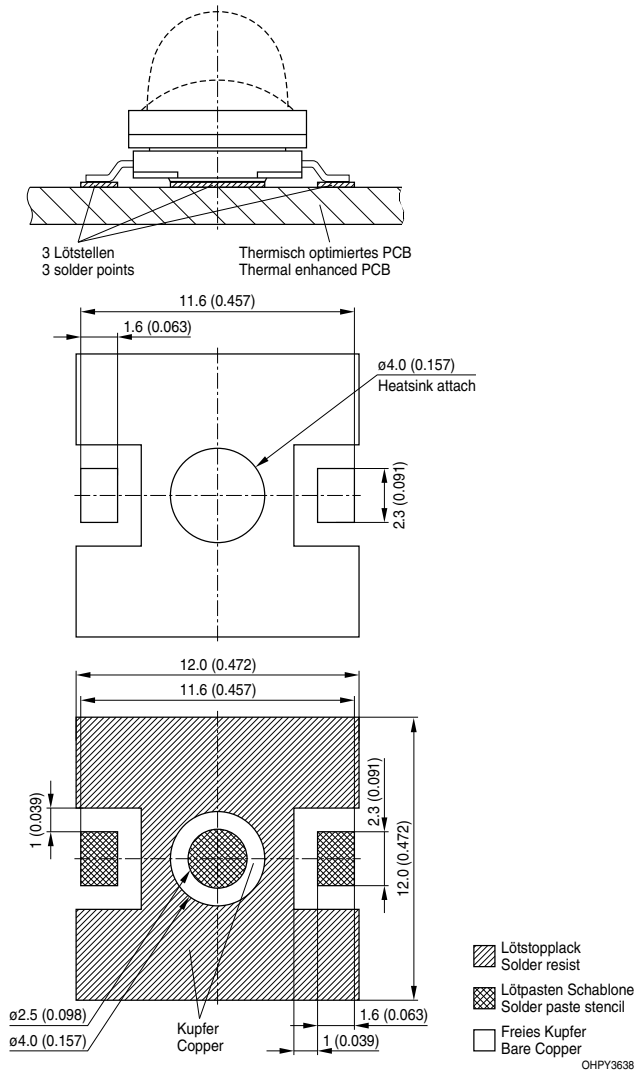 3 Lötstellen
3 solder points
Thermisch optimiertes PCB
Thermal enhanced PCB
11.6 (0.457)
1.6 (0.063)
ø4.0 (0.157)
Heatsink attach
2.3 (0.091)
12.0 (0.472)
11.6 (0.457)
1 (0.039)
2.3 (0.091)
12.0 (0.472)
ø2.5 (0.098)
ø4.0 (0.157)
Kupfer
Copper
1.6 (0.063)
1 (0.039)
Lötstopplack
Solder resist
Lötpasten Schablone
Solder paste stencil
Freies Kupfer
Bare Copper
OHPY3638